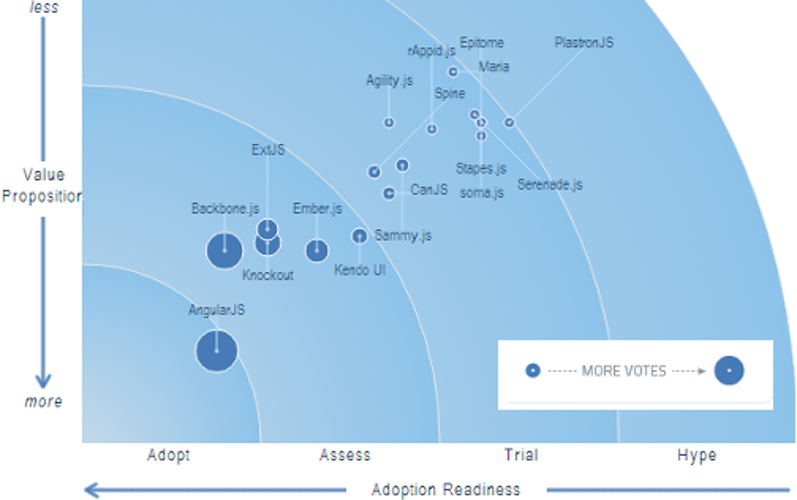 less
Epitome
PlastronJS
rAppid.js
Maria
Agility.js
Spine
ExtJS
Value
Proposition
Stapes.js
Serenade.js
CanJS
soma.js
Backbone.js
Ember.js
Sammy.js
Knockout
Kendo UI
AngularJS
MORE VOTES
more
Adopt
Assess
Trial
Hype
Adoption Readiness